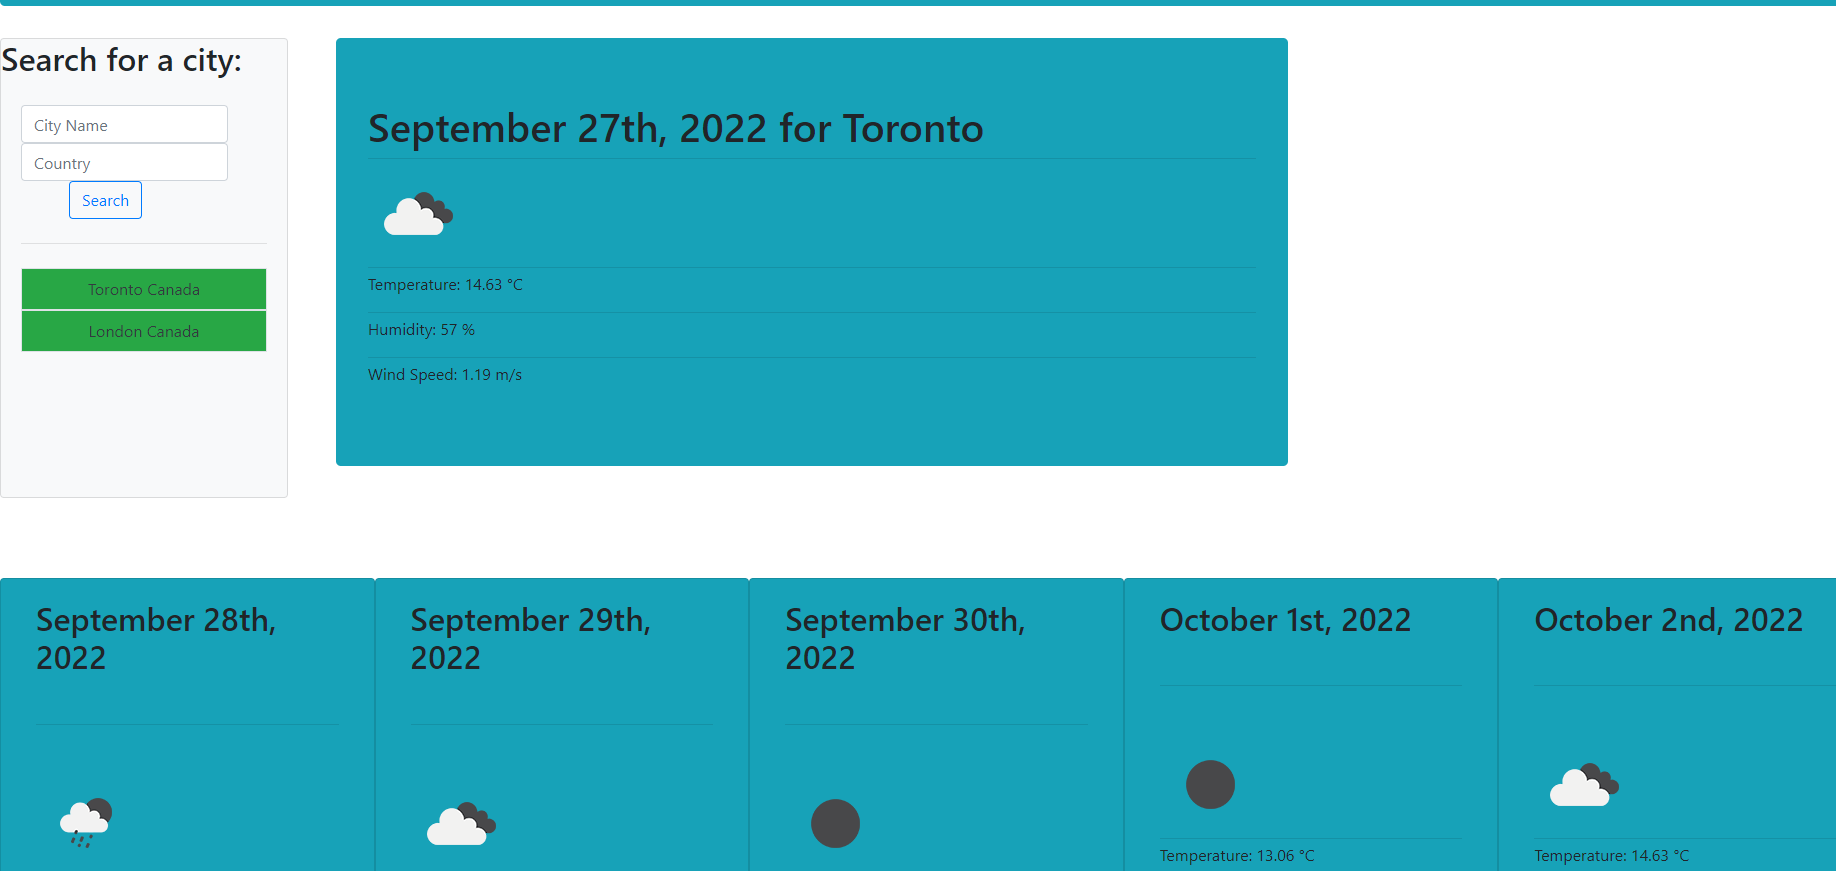 Search for a city:
City Name
Country
Search
Toronto Canada
London Canada
September 27th, 2022 for Toronto
Temperature: 14.63 °C
Humidity: 57 %
Wind Speed: 1.19 m/s
September 28th,
2022
September 29th,
2022
September 30th,
2022
October 1st, 2022
Temperature: 13.06 °C
October 2nd, 2022
Temperature: 14.63 °C